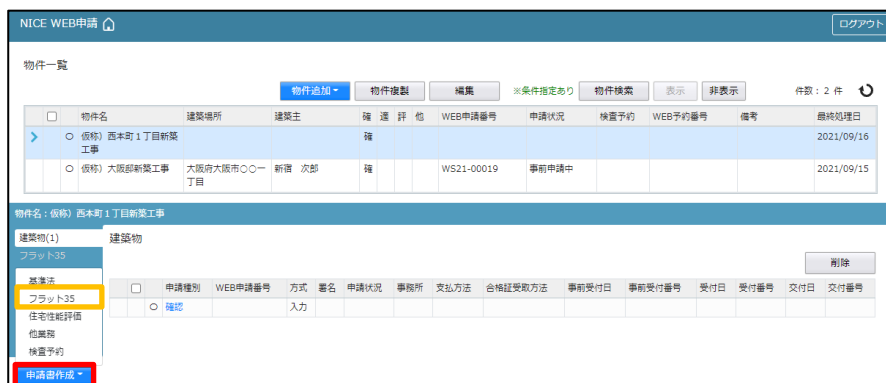 NICE WEB申請 ログアウト
物件一覧
物件追加 物件複製 編集 ※条件指定あり 物件検索 表示 非表示 件数: 2 件
物件名 建築場所 建築主 確 適 評 他 WEB申請番号 申請状況 検査予約 WEB予約番号 備考 最終処理日
仮称）西本町１丁目新築 確 2021/09/16
工事
仮称）大阪邸新築工事 大阪府大阪市○○一 新宿 次郎 確 WS21-00019 事前申請中 2021/09/15
丁目
物件名：仮称）西本町１丁目新築工事
建築物(1) 建築物
フラット35
削除
基準法
申請種別 WEB申請番号 方式 署名 申請状況 事務所 支払方法 合格証受取方法 事前受付日 事前受付番号 受付日 受付番号 交付日 交付番号
フラット35
確認 入力
住宅性能評価
他業務
検査予約
申請書作成